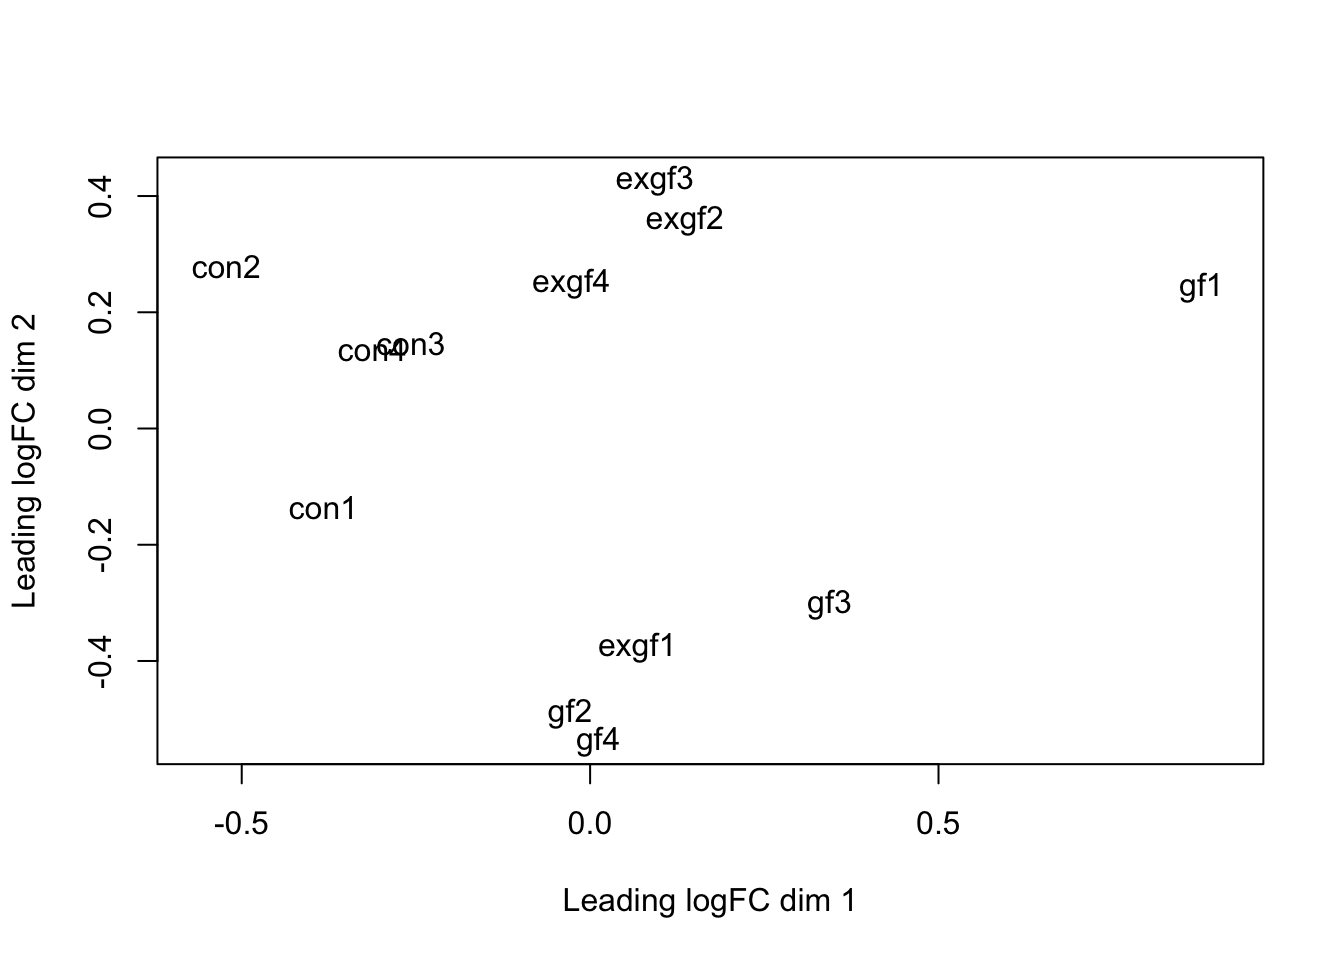 exgf3
exgf2
con2
exgf4
gf1
con4
con3
con1
gf3
exgf1
gf2
gf4
0.4
0.2
0.0
-0.2
-0.4
Leading logFC dim 2
-0.5 0.0 0.5
Leading logFC dim 1